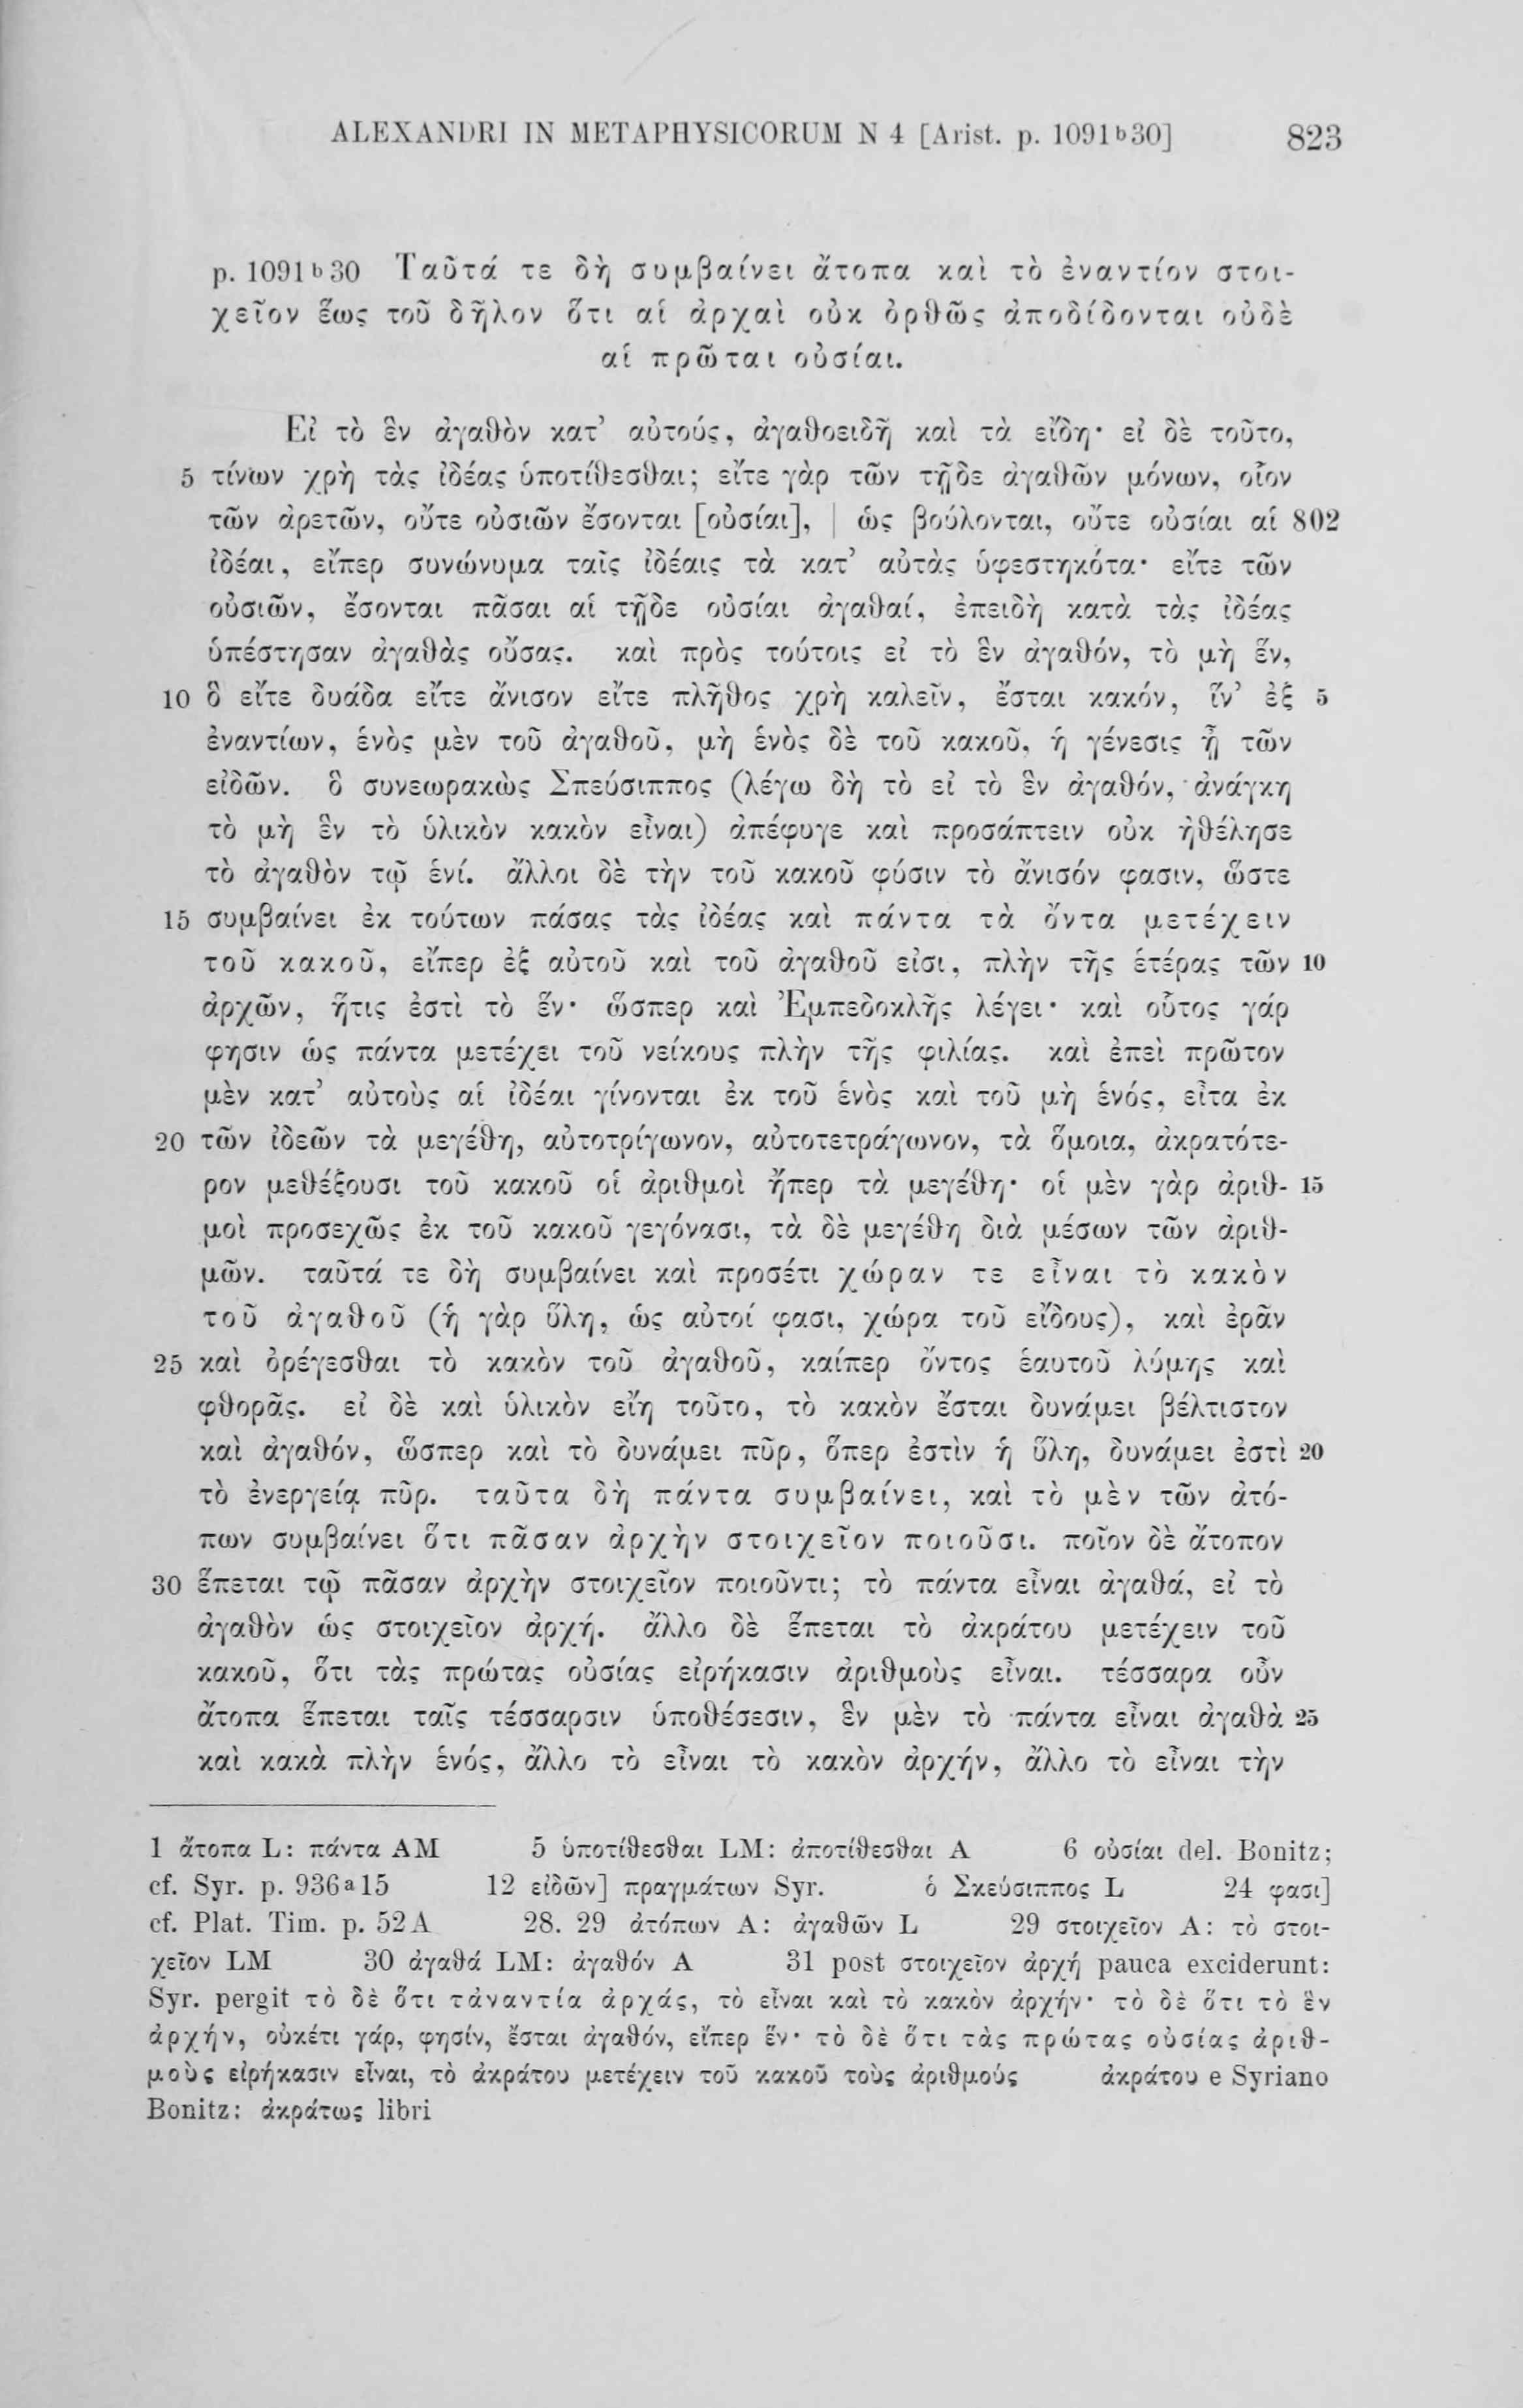 ALEXANDRI IN METAPHYSICORUM N 4 [Arist. p. 1091ᵇ30] 823
p. 1091ᵇ30 Ταῦτά τε δὴ συμβαίνει ἄτοπα καὶ τὸ ἐναντίον στοι-
χεῖον ἕως τοῦ δῆλον ὅτι αἱ ἀρχαὶ οὐκ ὀρθῶς ἀποδίδονται οὐδὲ
αἱ πρῶται οὐσίαι.
Εἰ τὸ ἓν ἀγαθὸν κατ’ αὐτούς, ἀγαθοειδῆ καὶ τὰ εἴδη· εἰ δὲ τοῦτο,
5 τίνων χρὴ τὰς ἰδέας ὑποτίθεσθαι; εἴτε γὰρ τῶν τῇδε ἀγαθῶν μόνων, οἷον
τῶν ἀρετῶν, οὔτε οὐσιῶν ἔσονται [οὐσίαι], | ὡς βούλονται, οὔτε οὐσίαι αἱ 802
ἰδέαι, εἴπερ συνώνυμα ταῖς ἰδέαις τὰ κατ’ αὐτὰς ὑφεστηκότα· εἴτε τῶν
οὐσιῶν, ἔσονται πᾶσαι αἱ τῇδε οὐσίαι ἀγαθαί, ἐπειδὴ κατὰ τὰς ἰδέας
ὑπέστησαν ἀγαθὰς οὔσας. καὶ πρὸς τούτοις εἰ τὸ ἓν ἀγαθόν, τὸ μὴ ἕν,
10 ὃ εἴτε δυάδα εἴτε ἄνισον εἴτε πλῆθος χρὴ καλεῖν, ἔσται κακόν, ἵν’ ἐξ 5
ἐναντίων, ἑνὸς μὲν τοῦ ἀγαθοῦ, μὴ ἑνὸς δὲ τοῦ κακοῦ, ἡ γένεσις ᾖ τῶν
εἰδῶν. ὃ συνεωρακὼς Σπεύσιππος (λέγω δὴ τὸ εἰ τὸ ἓν ἀγαθόν, ἀνάγκη
τὸ μὴ ἓν τὸ ὑλικὸν κακὸν εἶναι) ἀπέφυγε καὶ προσάπτειν οὐκ ἠθέλησε
τὸ ἀγαθὸν τῷ ἑνί. ἄλλοι δὲ τὴν τοῦ κακοῦ φύσιν τὸ ἄνισόν φασιν, ὥστε
15 συμβαίνει ἐκ τούτων πάσας τὰς ἰδέας καὶ πάντα τὰ ὄντα μετέχειν
τοῦ κακοῦ, εἴπερ ἐξ αὐτοῦ καὶ τοῦ ἀγαθοῦ εἰσι, πλὴν τῆς ἑτέρας τῶν 10
ἀρχῶν, ἥτις ἐστὶ τὸ ἕν· ὥσπερ καὶ Ἐμπεδοκλῆς λέγει· καὶ οὗτος γάρ
φησιν ὡς πάντα μετέχει τοῦ νείκους πλὴν τῆς φιλίας. καὶ ἐπεὶ πρῶτον
μὲν κατ’ αὐτοὺς αἱ ἰδέαι γίνονται ἐκ τοῦ ἑνὸς καὶ τοῦ μὴ ἑνός, εἶτα ἐκ
20 τῶν ἰδεῶν τὰ μεγέθη, αὐτοτρίγωνον, αὐτοτετράγωνον, τὰ ὅμοια, ἀκρατότε-
ρον μεθέξουσι τοῦ κακοῦ οἱ ἀριθμοὶ ἤπερ τὰ μεγέθη· οἱ μὲν γὰρ ἀριθ- 15
μοὶ προσεχῶς ἐκ τοῦ κακοῦ γεγόνασι, τὰ δὲ μεγέθη διὰ μέσων τῶν ἀριθ-
μῶν. ταῦτά τε δὴ συμβαίνει καὶ προσέτι χώραν τε εἶναι τὸ κακὸν
τοῦ ἀγαθοῦ (ἡ γὰρ ὕλη, ὡς αὐτοί φασι, χώρα τοῦ εἴδους), καὶ ἐρᾶν
25 καὶ ὀρέγεσθαι τὸ κακὸν τοῦ ἀγαθοῦ, καίπερ ὄντος ἑαυτοῦ λύμης καὶ
φθορᾶς. εἰ δὲ καὶ ὑλικὸν εἴη τοῦτο, τὸ κακὸν ἔσται δυνάμει βέλτιστον
καὶ ἀγαθόν, ὥσπερ καὶ τὸ δυνάμει πῦρ, ὅπερ ἐστὶν ἡ ὕλη, δυνάμει ἐστὶ 20
τὸ ἐνεργείᾳ πῦρ. ταῦτα δὴ πάντα συμβαίνει, καὶ τὸ μὲν τῶν ἀτό-
πων συμβαίνει ὅτι πᾶσαν ἀρχὴν στοιχεῖον ποιοῦσι. ποῖον δὲ ἄτοπον
30 ἕπεται τῷ πᾶσαν ἀρχὴν στοιχεῖον ποιοῦντι; τὸ πάντα εἶναι ἀγαθά, εἰ τὸ
ἀγαθὸν ὡς στοιχεῖον ἀρχή. ἄλλο δὲ ἕπεται τὸ ἀκράτου μετέχειν τοῦ
κακοῦ, ὅτι τὰς πρώτας οὐσίας εἰρήκασιν ἀριθμοὺς εἶναι. τέσσαρα οὖν
ἄτοπα ἕπεται ταῖς τέσσαρσιν ὑποθέσεσιν, ἓν μὲν τὸ πάντα εἶναι ἀγαθὰ 25
καὶ κακὰ πλὴν ἑνός, ἄλλο τὸ εἶναι τὸ κακὸν ἀρχήν, ἄλλο τὸ εἶναι τὴν
1 ἄτοπα L: πάντα AM 5 ὑποτίθεσθαι LM: ἀποτίθεσθαι A 6 οὐσίαι del. Bonitz;
cf. Syr. p. 936ᵃ15 12 εἰδῶν] πραγμάτων Syr. ὁ Σκεύσιππος L 24 φασι]
cf. Plat. Tim. p. 52A 28. 29 ἀτόπων A: ἀγαθῶν L 29 στοιχεῖον A: τὸ στοι-
χεῖον LM 30 ἀγαθά LM: ἀγαθόν A 31 post στοιχεῖον ἀρχή pauca exciderunt:
Syr. pergit τὸ δὲ ὅτι τἀναντία ἀρχάς, τὸ εἶναι καὶ τὸ κακὸν ἀρχήν· τὸ δὲ ὅτι τὸ ἓν
ἀρχήν, οὐκέτι γάρ, φησίν, ἔσται ἀγαθόν, εἴπερ ἕν· τὸ δὲ ὅτι τὰς πρώτας οὐσίας ἀριθ-
μοὺς εἰρήκασιν εἶναι, τὸ ἀκράτου μετέχειν τοῦ κακοῦ τοὺς ἀριθμούς ἀκράτου e Syriano
Bonitz: ἀκράτως libri